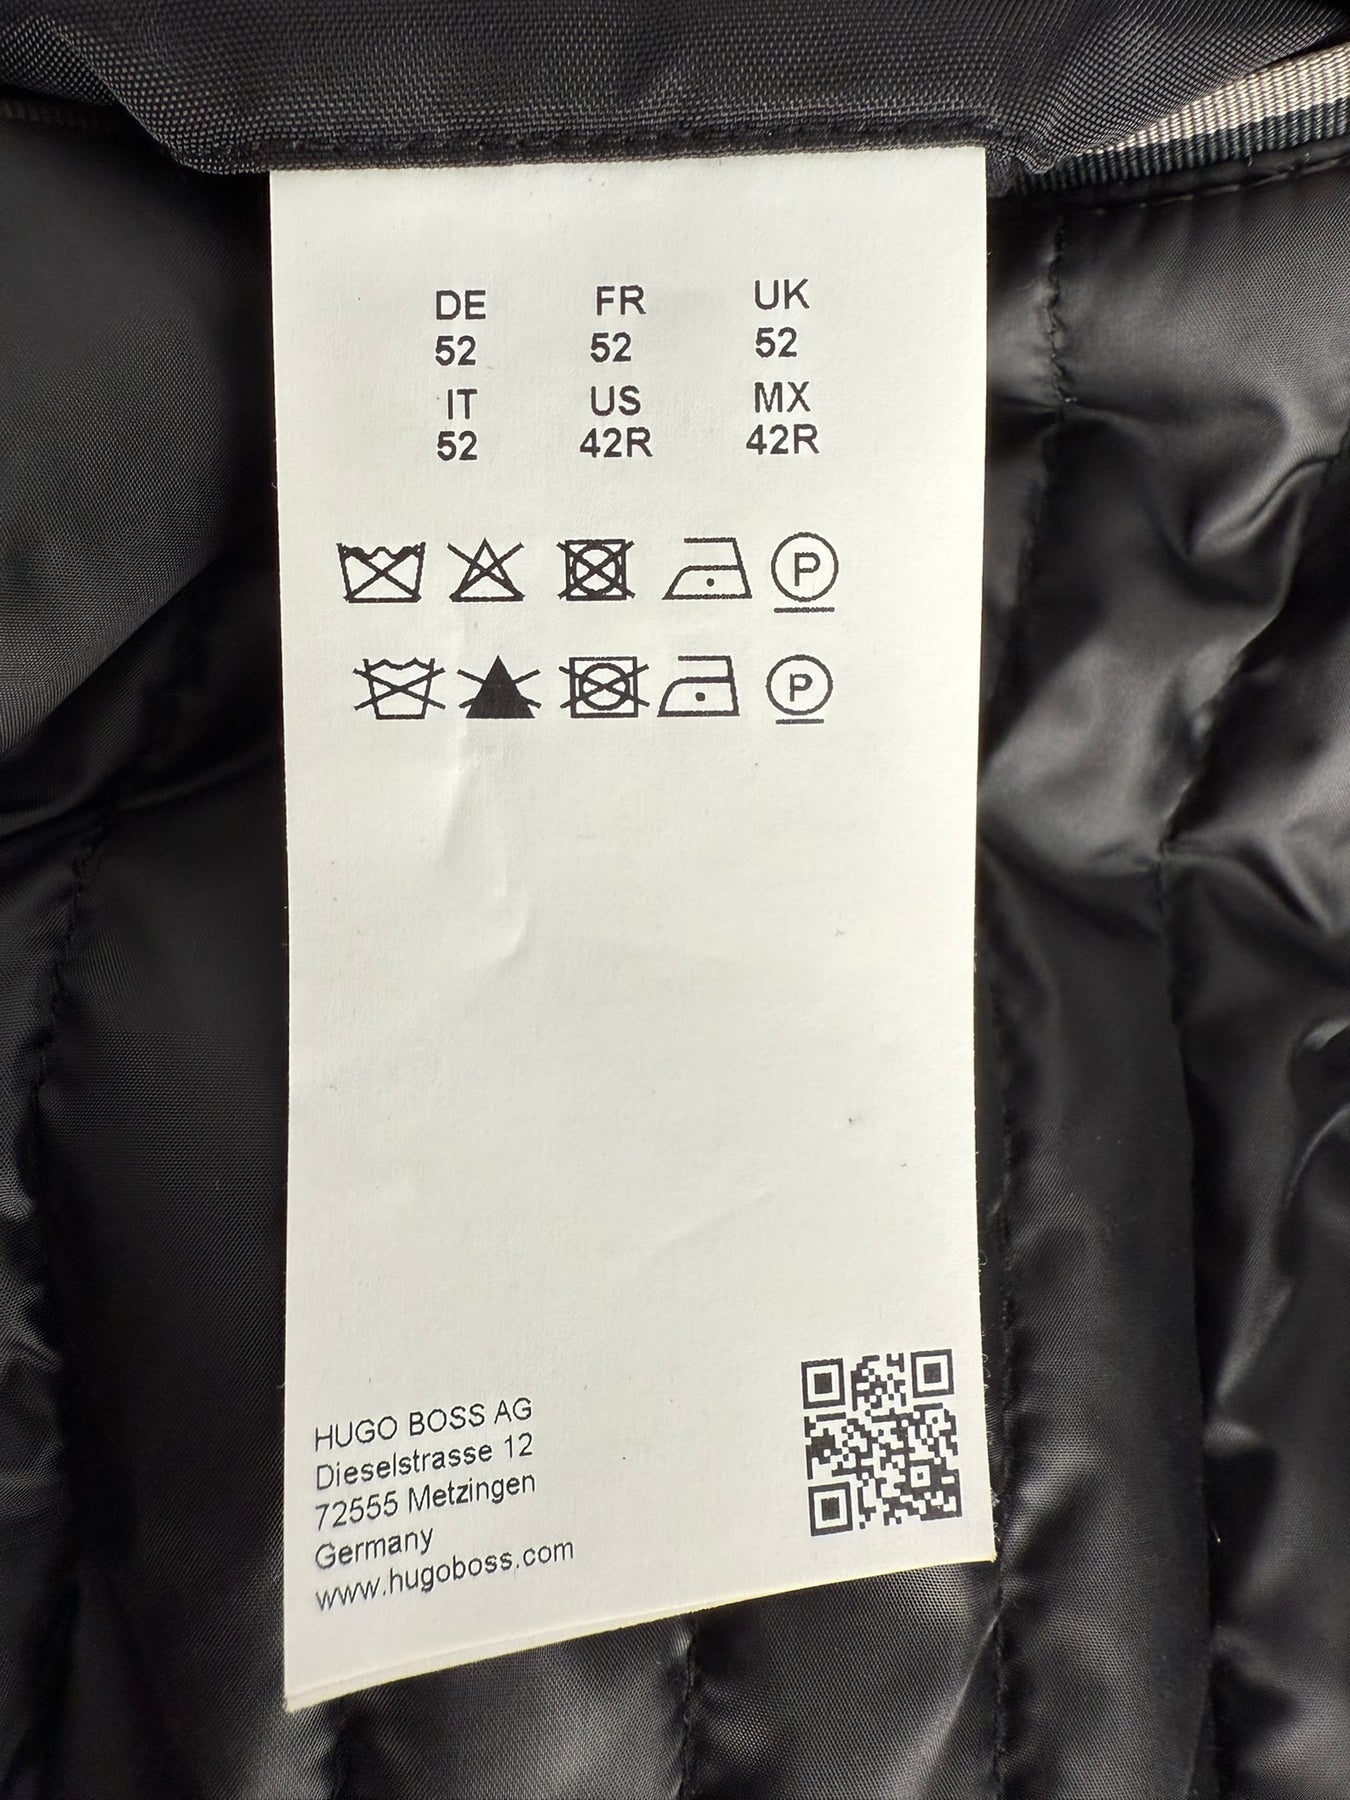 DE FR UK
52 52 52
IT US MX
52 42R 42R
P
P
HUGO BOSS AG
Dieselstrasse 12
72555 Metzingen
Germany
www.hugoboss.com